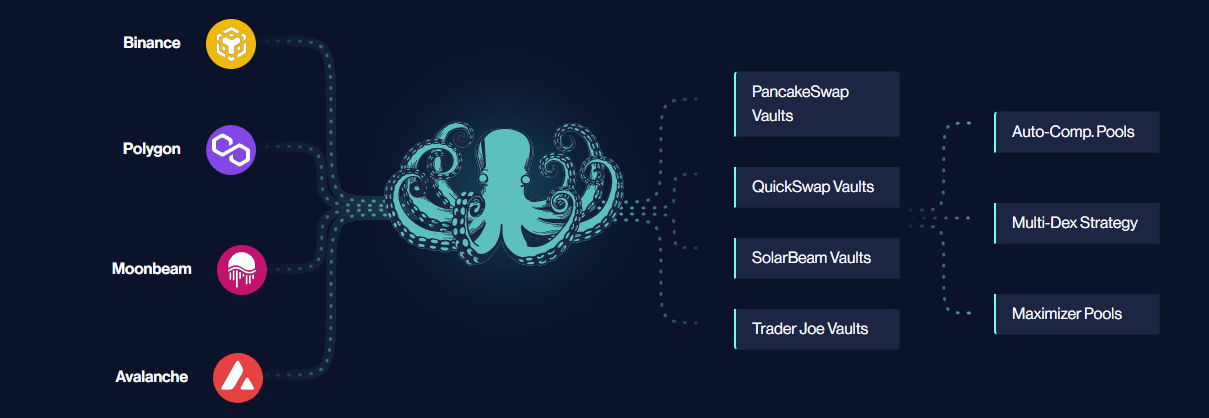 Binance
Polygon
Moonbeam
Avalanche
PancakeSwap
Vaults
QuickSwap Vaults
SolarBeam Vaults
Trader Joe Vaults
Auto-Comp. Pools
Multi-Dex Strategy
Maximizer Pools